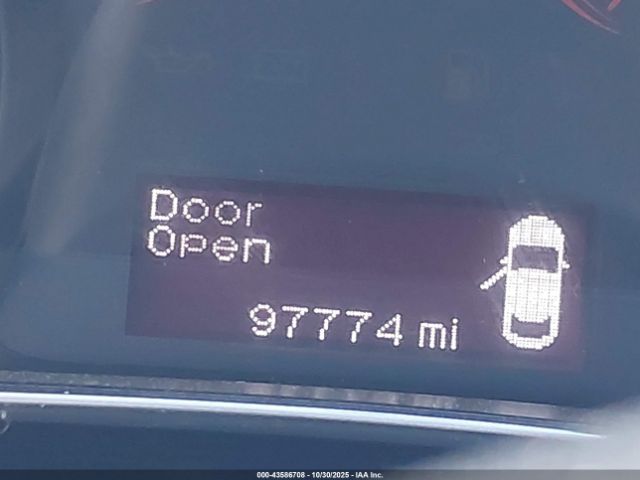 Door
Open
97774 mi
000-43586708 - 10/30/2025 - IAA Inc.